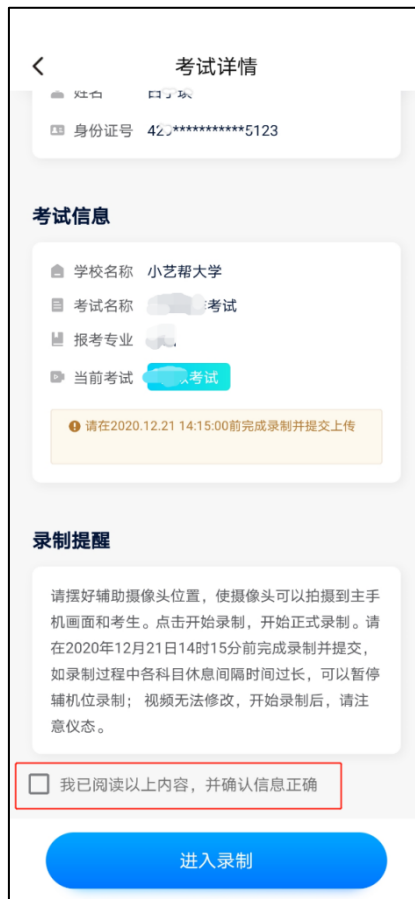 考试详情
姓名
身份证号 42*************5123
考试信息
学校名称 小艺帮大学
考试名称 考试
报考专业
当前考试 考试
请在2020.12.21 14:15:00前完成录制并提交上传
录制提醒
请摆好辅助摄像头位置，使摄像头可以拍摄到主手
机画面和考生。点击开始录制，开始正式录制。请
在2020年12月21日14时15分前完成录制并提交，
如录制过程中各科目休息间隔时间过长，可以暂停
辅机位录制； 视频无法修改，开始录制后，请注
意仪态。
我已阅读以上内容，并确认信息正确
进入录制